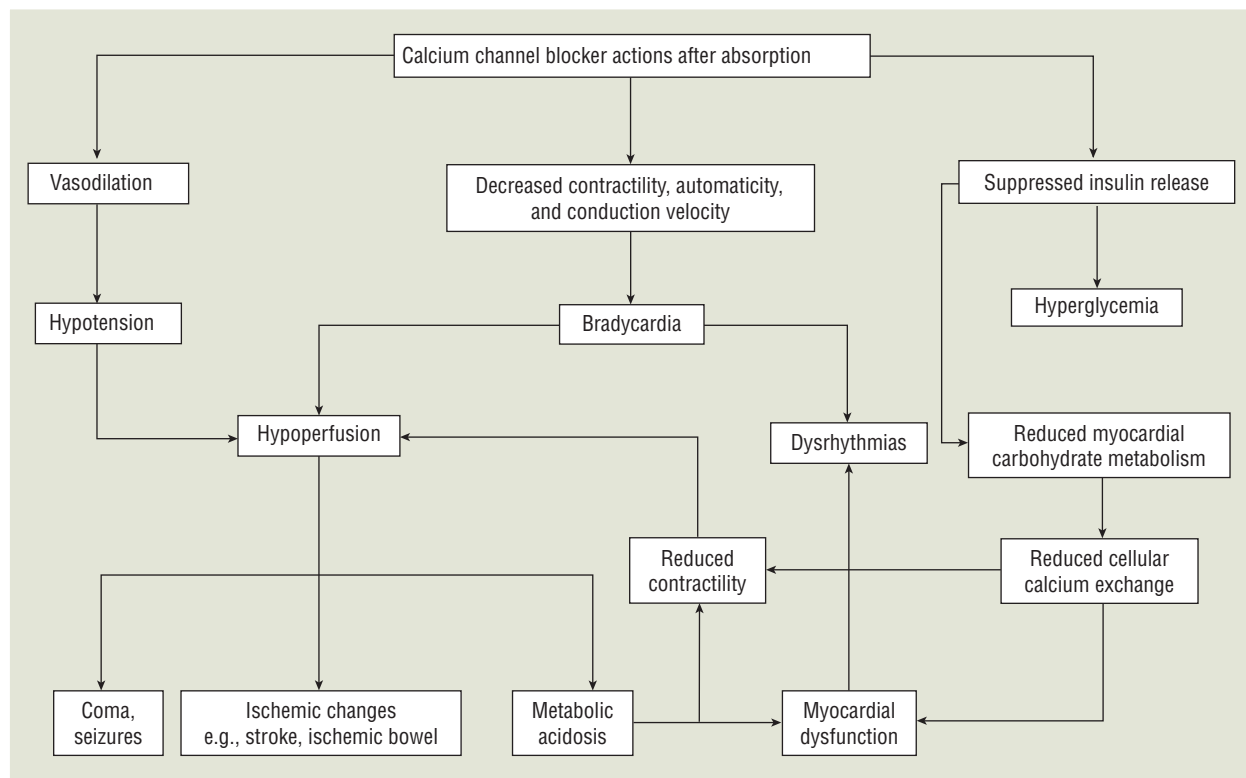 Calcium channel blocker actions after absorption
Vasodilation
Decreased contractility, automaticity,
and conduction velocity
Suppressed insulin release
Hypotension
Bradycardia
Hyperglycemia
Hypoperfusion
Dysrhythmias
Reduced myocardial
carbohydrate metabolism
Reduced
contractility
Reduced cellular
calcium exchange
Coma,
seizures
Ischemic changes
e.g., stroke, ischemic bowel
Metabolic
acidosis
Myocardial
dysfunction